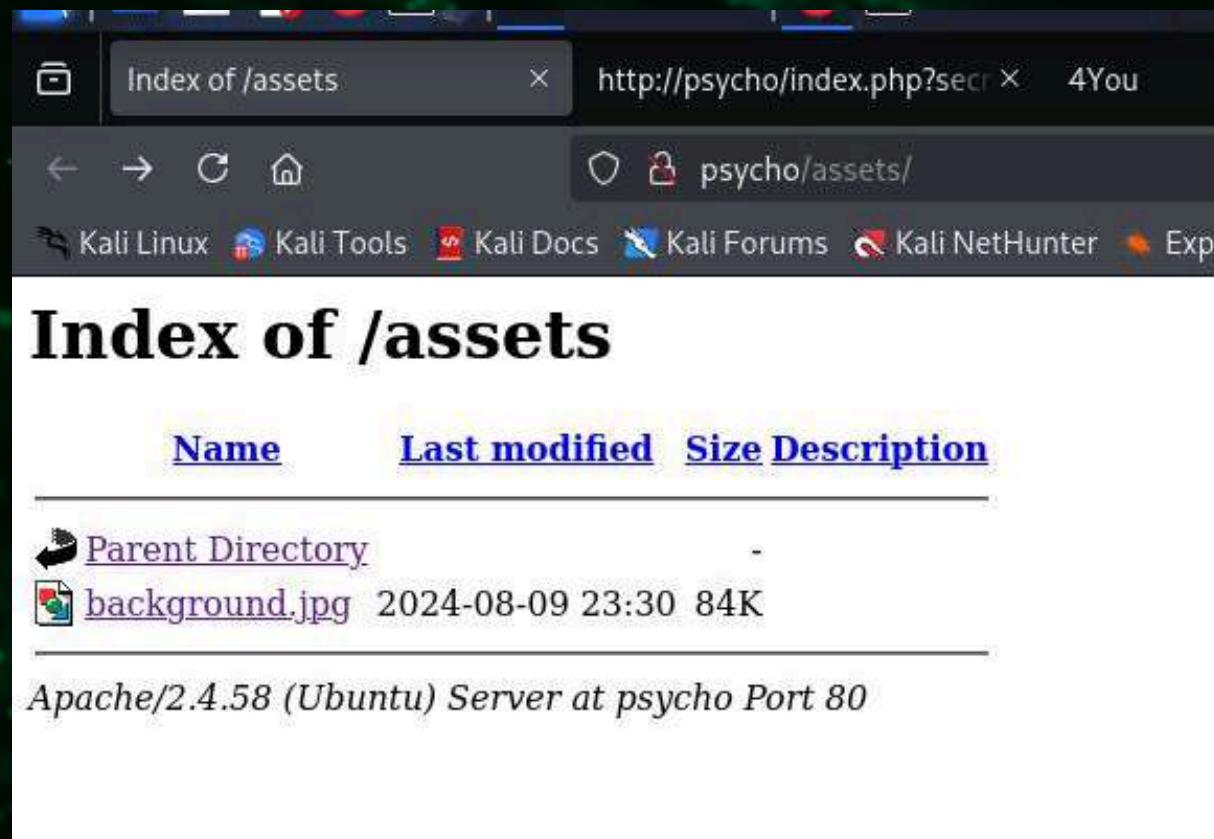 Index of /assets × http://psycho/index.php?secr × 4You
psycho/assets/
Kali Linux Kali Tools Kali Docs Kali Forums Kali NetHunter Exp
Index of /assets
Name Last modified Size Description
Parent Directory -
background.jpg 2024-08-09 23:30 84K
Apache/2.4.58 (Ubuntu) Server at psycho Port 80